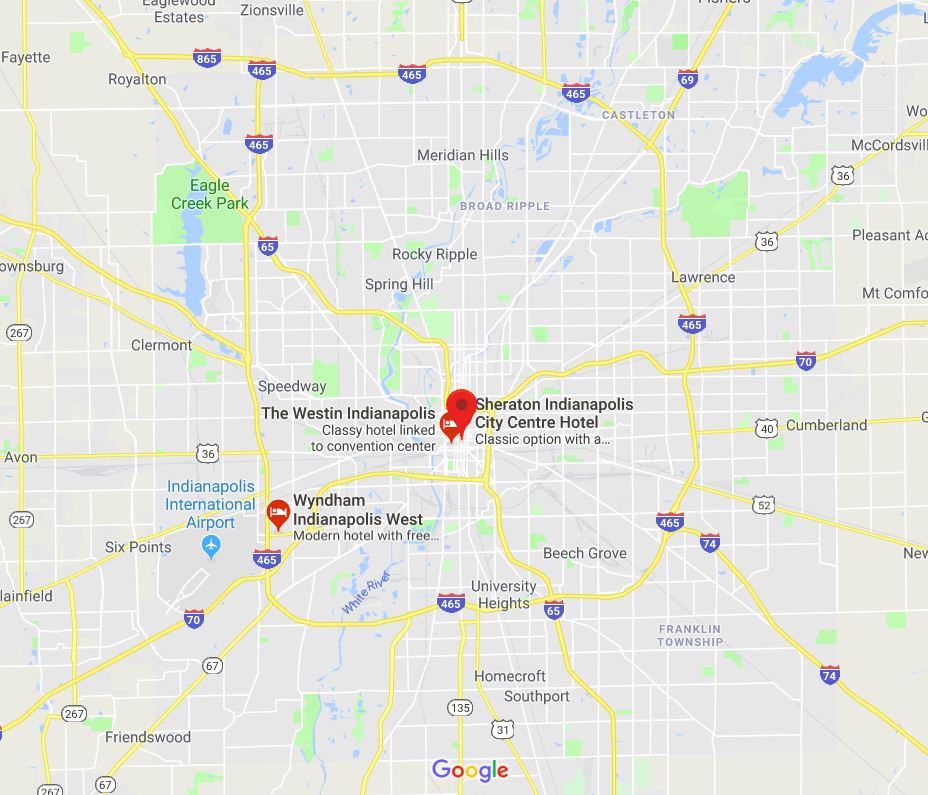 Eaglewood
Estates
Zionsville
Fishers
Fayette
865
465
465
Royalton
69
465
CASTLETON
Wo
465
McCordsvill
Meridian Hills
36
Eagle
Creek Park
BROAD RIPPLE
65
36
Pleasant Ac
Rocky Ripple
ownsburg
Lawrence
Spring Hill
Mt Comfo
465
267
Clermont
70
Speedway
The Westin Indianapolis
Classy hotel linked
to convention center
Sheraton Indianapolis
City Centre Hotel
Classic option with a...
40
Cumberland
G
Avon
36
Indianapolis
International
Airport
Wyndham
Indianapolis West
Modern hotel with free...
52
267
465
74
Six Points
465
Beech Grove
New
University
Heights
lainfield
White River
465
65
70
FRANKLIN
TOWNSHIP
67
74
Homecroft
Southport
267
135
31
Friendswood
67
267
Google